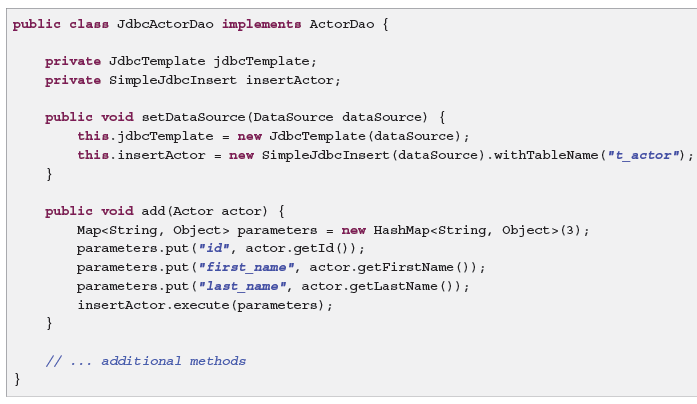 public class JdbcActorDao implements ActorDao {
private JdbcTemplate jdbcTemplate;
private SimpleJdbcInsert insertActor;
public void setDataSource(DataSource dataSource) {
this.jdbcTemplate = new JdbcTemplate(dataSource);
this.insertActor = new SimpleJdbcInsert(dataSource).withTableName("t_actor");
}
public void add(Actor actor) {
Map<String, Object> parameters = new HashMap<String, Object>(3);
parameters.put("id", actor.getId());
parameters.put("first_name", actor.getFirstName());
parameters.put("last_name", actor.getLastName());
insertActor.execute(parameters);
}
// ... additional methods
}